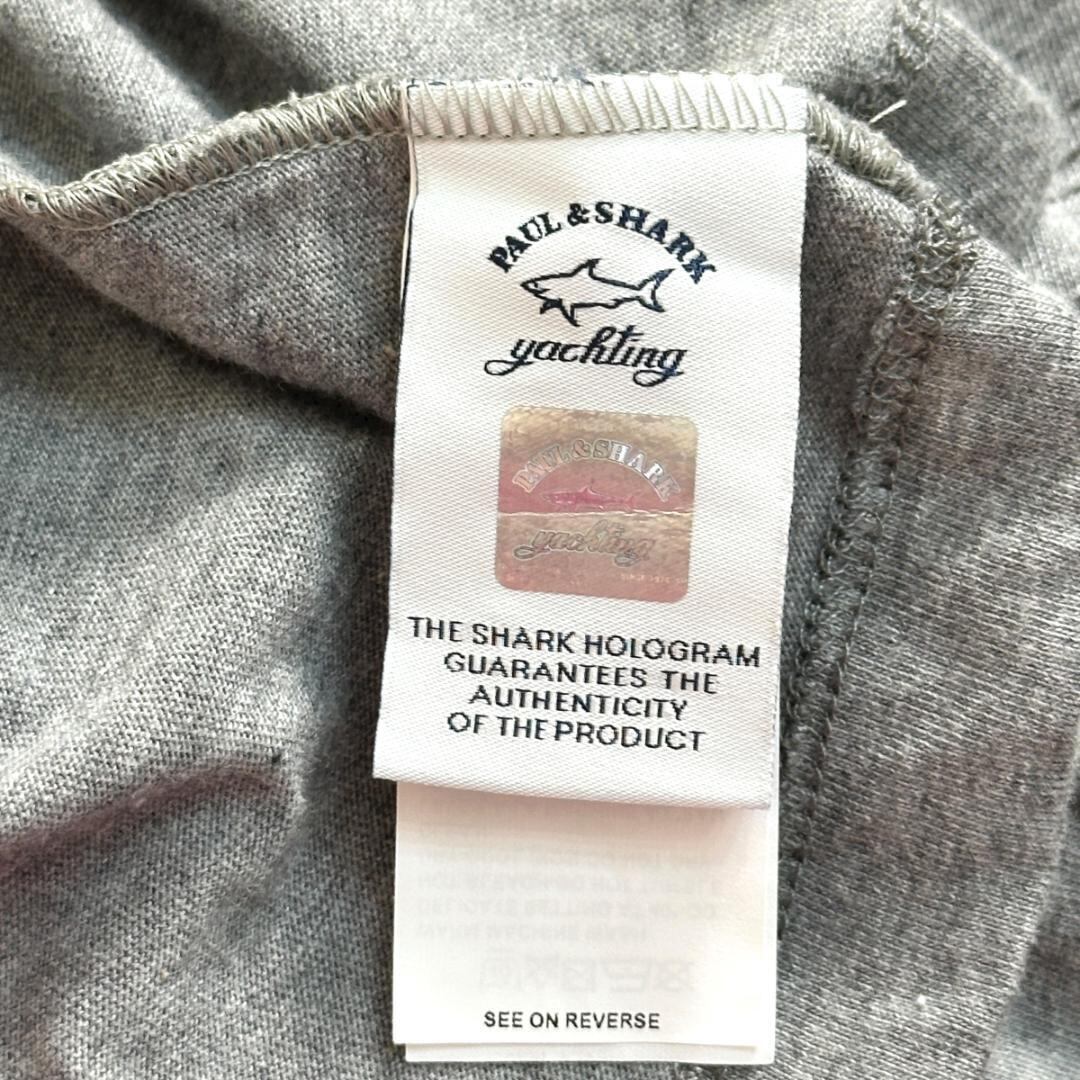 PAUL & SHARK
yachting
PAUL & SHARK
yachting
THE SHARK HOLOGRAM
GUARANTEES THE
AUTHENTICITY
OF THE PRODUCT
SEE ON REVERSE